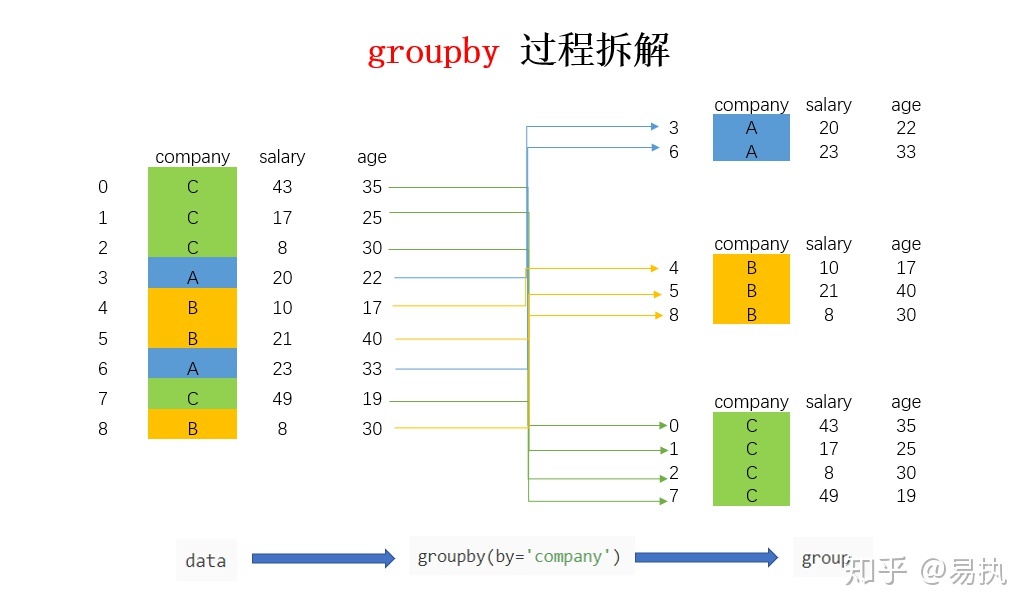 groupby 过程拆解
company salary age
0 C 43 35
1 C 17 25
2 C 8 30
3 A 20 22
4 B 10 17
5 B 21 40
6 A 23 33
7 C 49 19
8 B 8 30
company salary age
3 A 20 22
6 A 23 33
company salary age
4 B 10 17
5 B 21 40
8 B 8 30
company salary age
0 C 43 35
1 C 17 25
2 C 8 30
7 C 49 19
data groupby(by='company') group
知乎 @易执